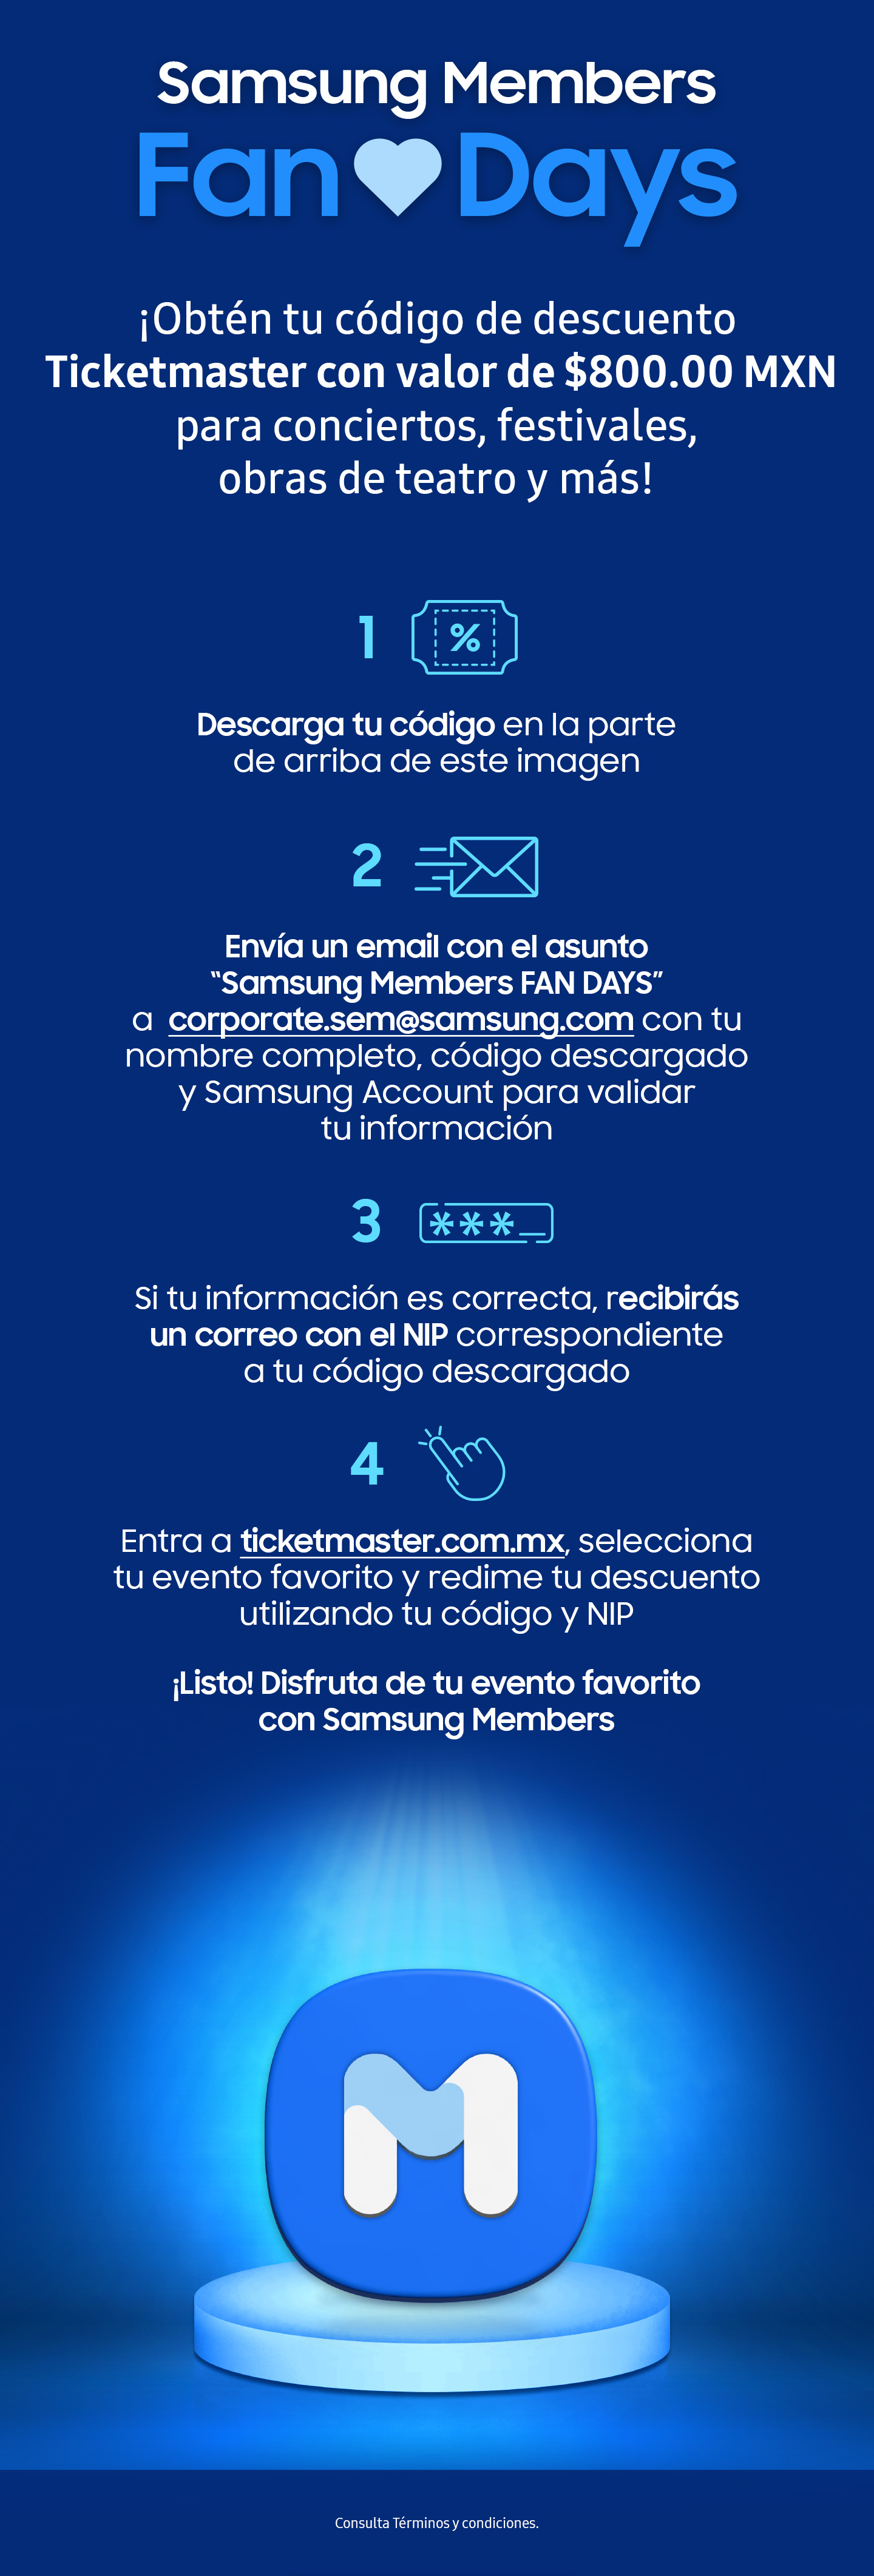 Samsung Members
Fan Days
¡Obtén tu código de descuento
Ticketmaster con valor de $800.00 MXN
para conciertos, festivales,
obras de teatro y más!
1
%
Descarga tu código en la parte
de arriba de este imagen
2
Envía un email con el asunto
“Samsung Members FAN DAYS”
a corporate.sem@samsung.com con tu
nombre completo, código descargado
y Samsung Account para validar
tu información
3
***_
Si tu información es correcta, recibirás
un correo con el NIP correspondiente
a tu código descargado
4
Entra a ticketmaster.com.mx, selecciona
tu evento favorito y redime tu descuento
utilizando tu código y NIP
¡Listo! Disfruta de tu evento favorito
con Samsung Members
M
Consulta Términos y condiciones.